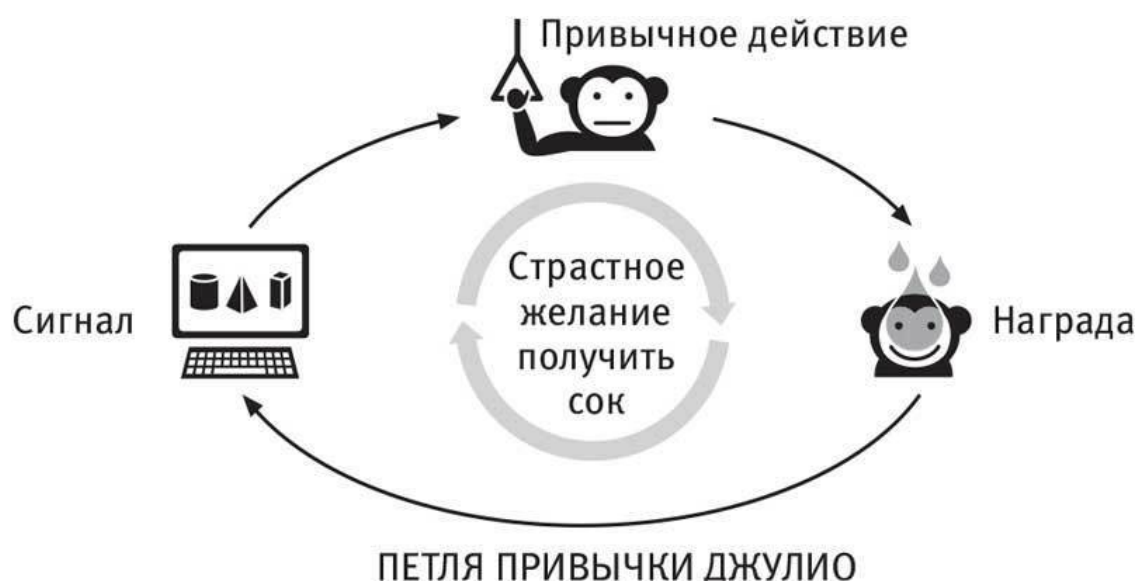 Привычное действие
Сигнал
Страстное
желание
получить
сок
Награда
ПЕТЛЯ ПРИВЫЧКИ ДЖУЛИО